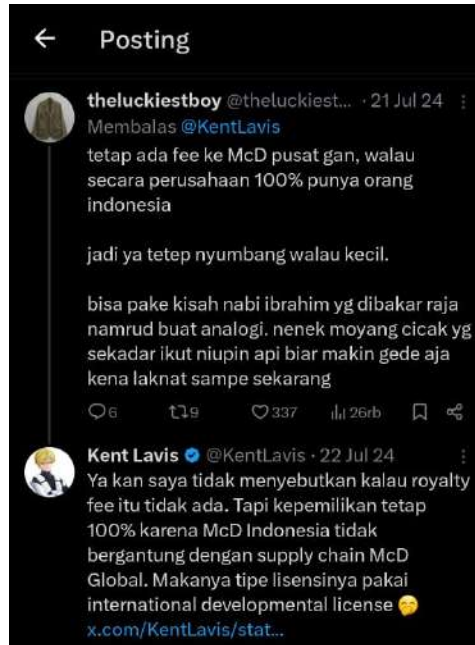 Posting
theluckiestboy @theluckiest... · 21 Jul 24
Membalas @KentLavis
tetap ada fee ke McD pusat gan, walau
secara perusahaan 100% punya orang
indonesia
jadi ya tetep nyumbang walau kecil.
bisa pake kisah nabi ibrahim yg dibakar raja
namrud buat analogi. nenek moyang cicak yg
sekadar ikut niupin api biar makin gede aja
kena laknat sampe sekarang
6 9 337 26rb
Kent Lavis @KentLavis · 22 Jul 24
Ya kan saya tidak menyebutkan kalau royalty
fee itu tidak ada. Tapi kepemilikan tetap
100% karena McD Indonesia tidak
bergantung dengan supply chain McD
Global. Makanya tipe lisensinya pakai
international developmental license 🤭
x.com/KentLavis/stat...